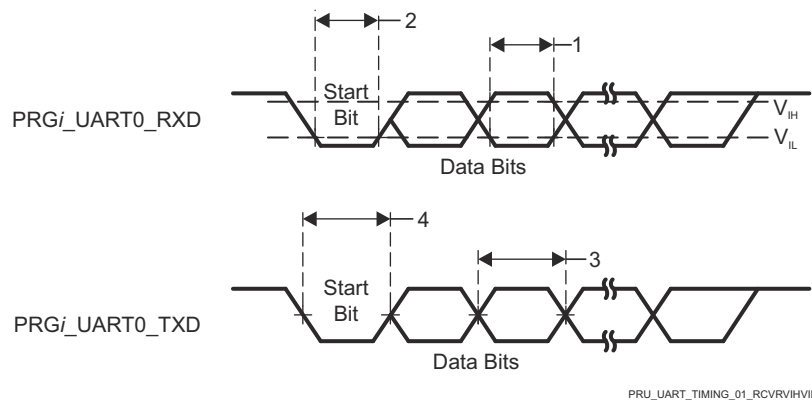 2
1
Start
Bit
PRGi_UART0_RXD
VIH
VIL
Data Bits
4
3
Start
Bit
PRGi_UART0_TXD
Data Bits
PRU_UART_TIMING_01_RCVRVIHVIL